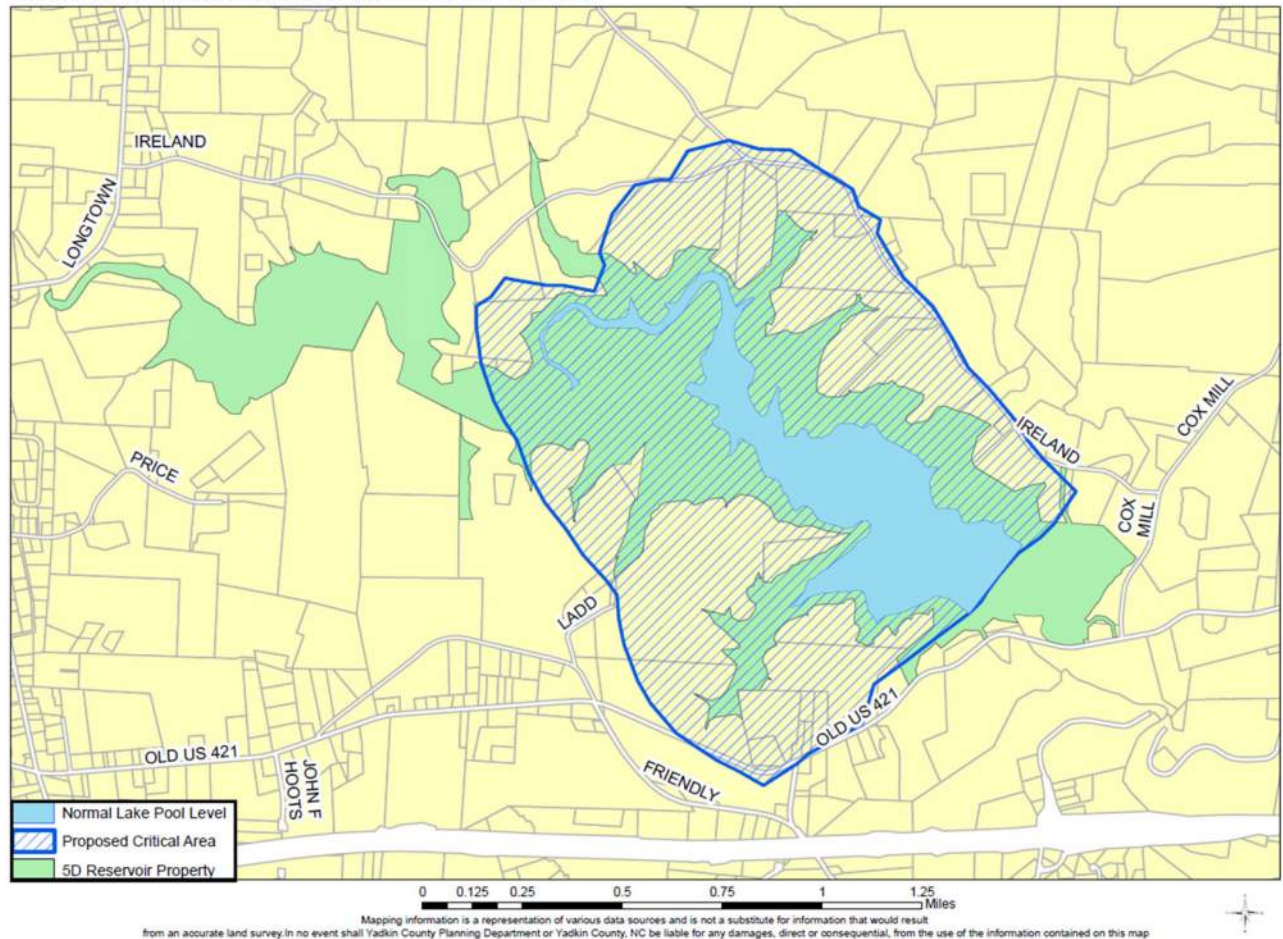 IRELAND
LONGTOWN
PRICE
IRELAND
COX MILL
COX
MILL
LADD
OLD US 421
OLD US 421
FRIENDLY
JOHN F
HOOTS
Normal Lake Pool Level
Proposed Critical Area
5D Reservoir Property
0 0.125 0.25 0.5 0.75 1 1.25
Miles
Mapping information is a representation of various data sources and is not a substitute for information that would result
from an accurate land survey.In no event shall Yadkin County Planning Department or Yadkin County, NC be liable for any damages, direct or consequential, from the use of the information contained on this map